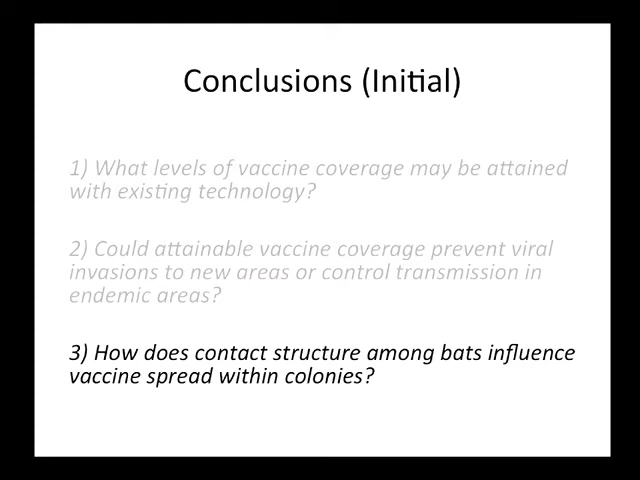 Conclusions (Initial)
1) What levels of vaccine coverage may be attained
with existing technology?
2) Could attainable vaccine coverage prevent viral
invasions to new areas or control transmission in
endemic areas?
3) How does contact structure among bats influence
vaccine spread within colonies?